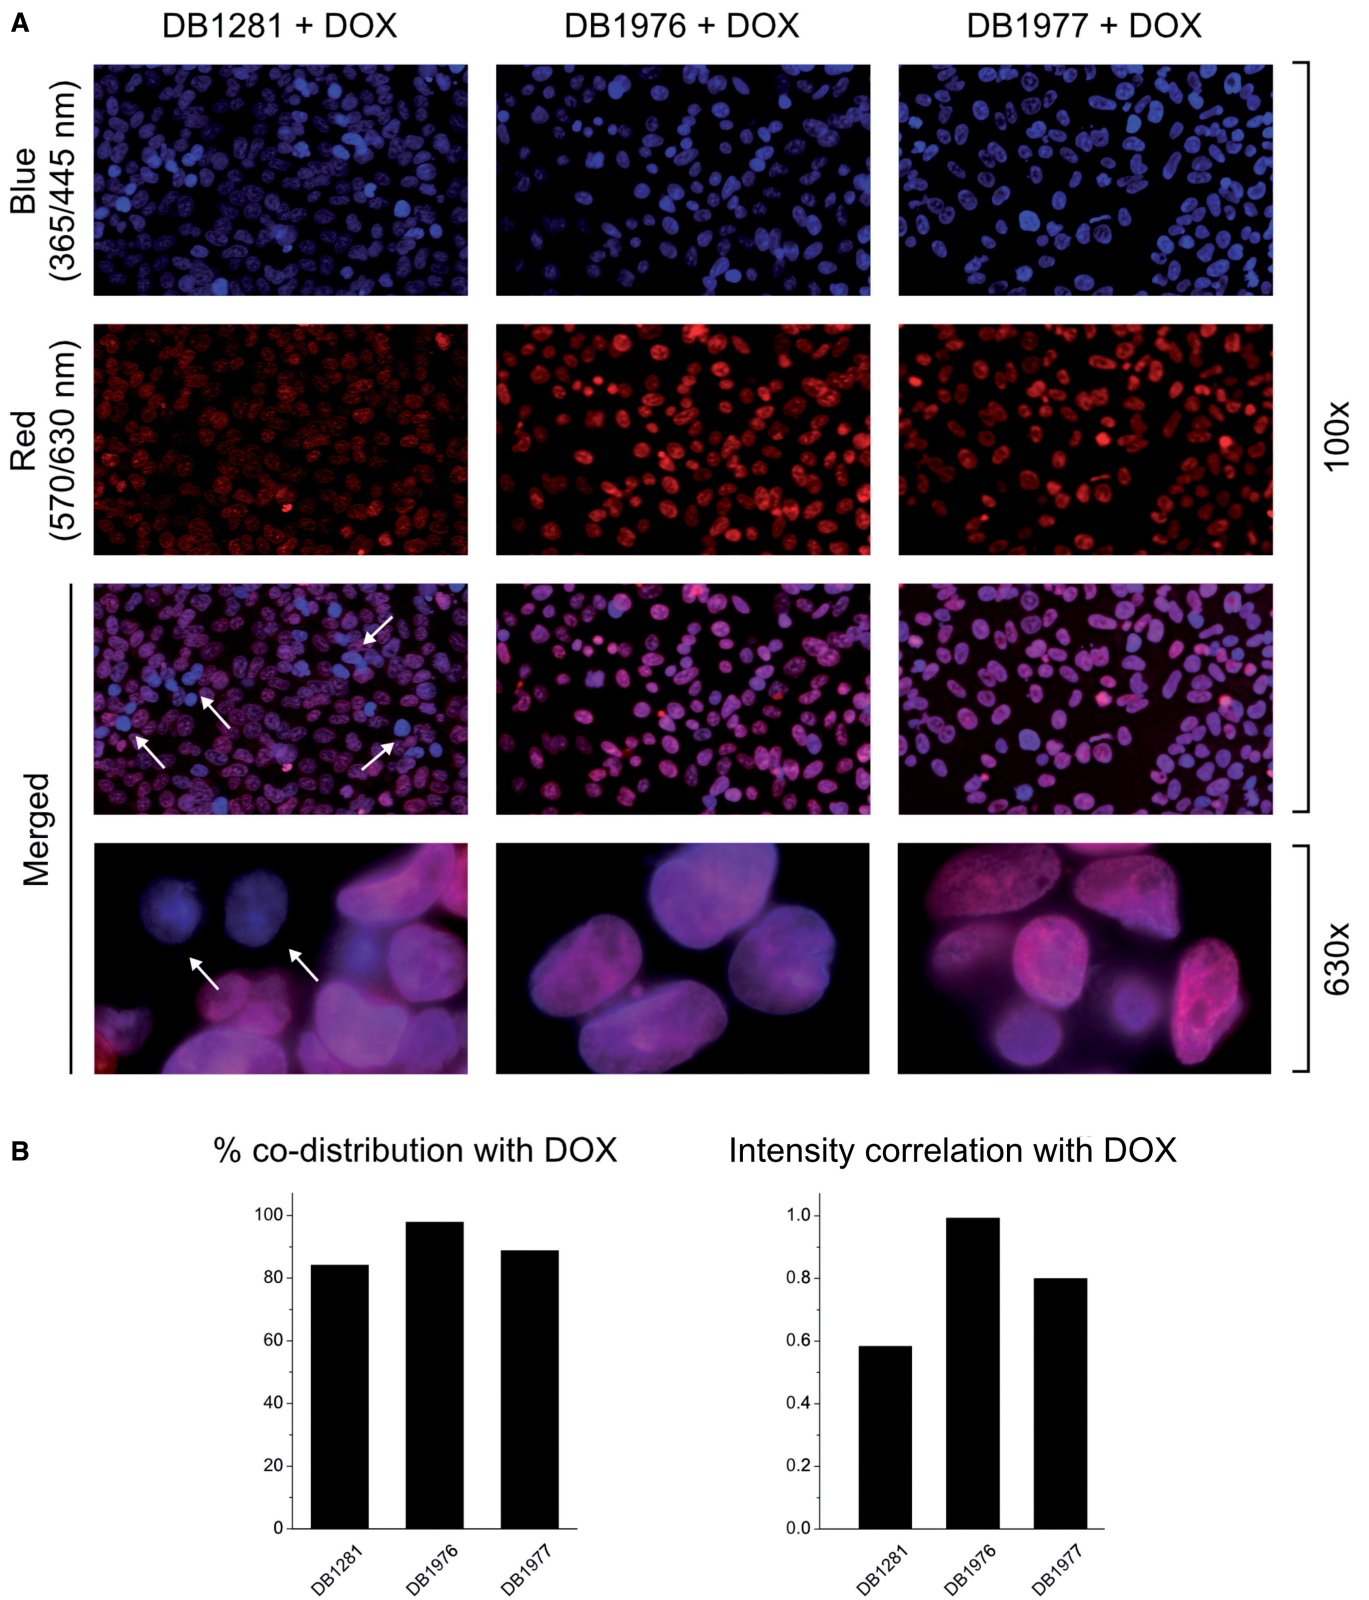 A
DB1281 + DOX
DB1976 + DOX
DB1977 + DOX
Blue
(365/445 nm)
Red
(570/630 nm)
100x
Merged
630x
B
% co-distribution with DOX
100
80
60
40
20
0
DB1281
DB1976
DB1977
Intensity correlation with DOX
1.0
0.8
0.6
0.4
0.2
0.0
DB1281
DB1976
DB1977